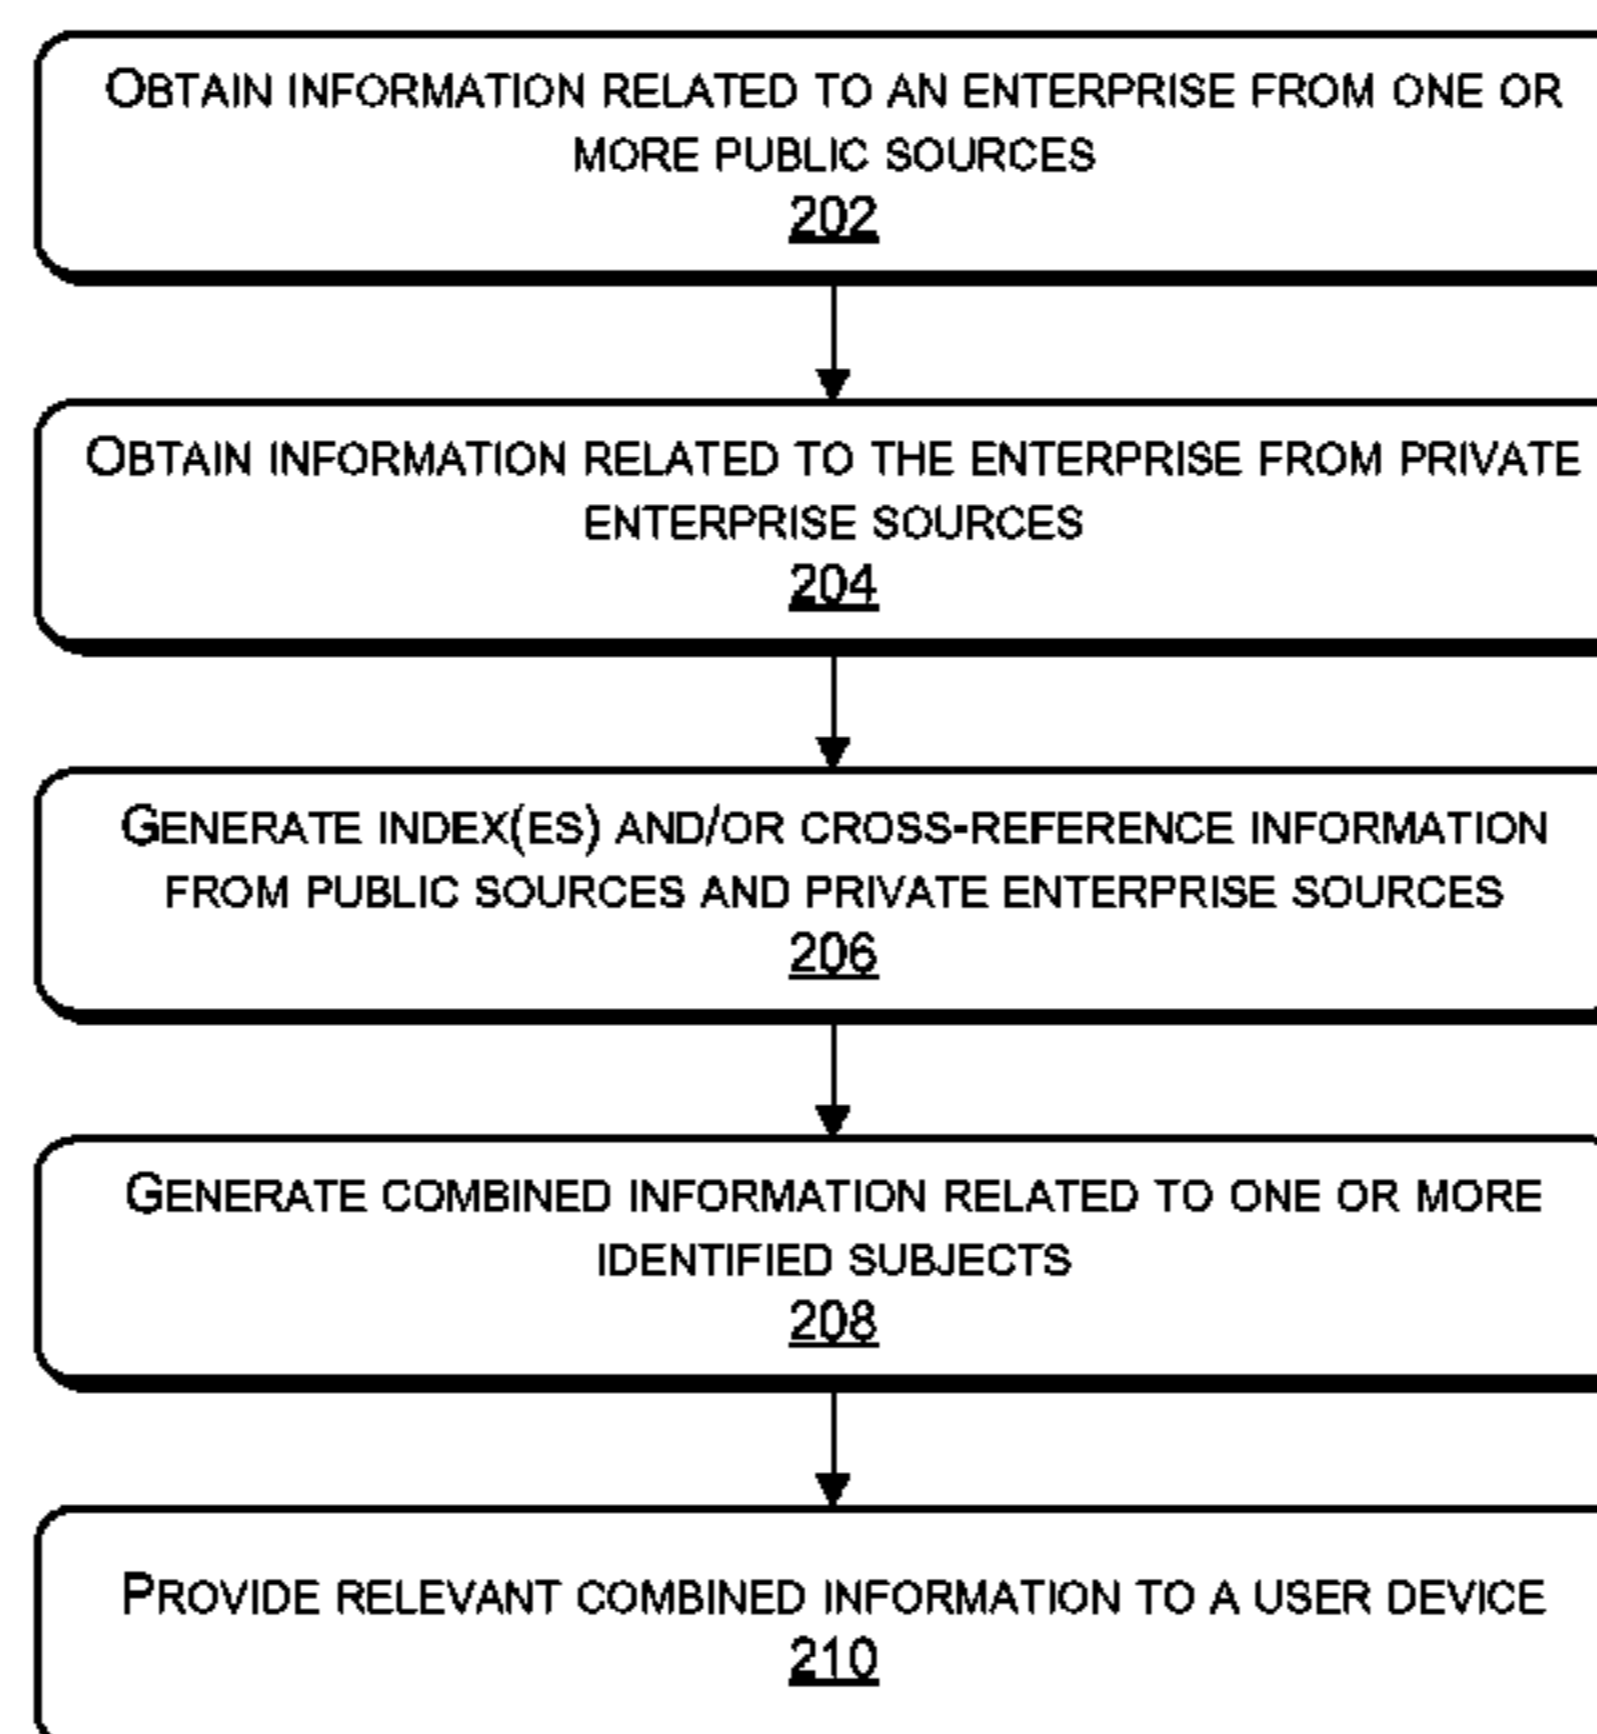 OBTAIN INFORMATION RELATED TO AN ENTERPRISE FROM ONE OR
MORE PUBLIC SOURCES
202
OBTAIN INFORMATION RELATED TO THE ENTERPRISE FROM PRIVATE
ENTERPRISE SOURCES
204
GENERATE INDEX(ES) AND/OR CROSS-REFERENCE INFORMATION
FROM PUBLIC SOURCES AND PRIVATE ENTERPRISE SOURCES
206
GENERATE COMBINED INFORMATION RELATED TO ONE OR MORE
IDENTIFIED SUBJECTS
208
PROVIDE RELEVANT COMBINED INFORMATION TO A USER DEVICE
210